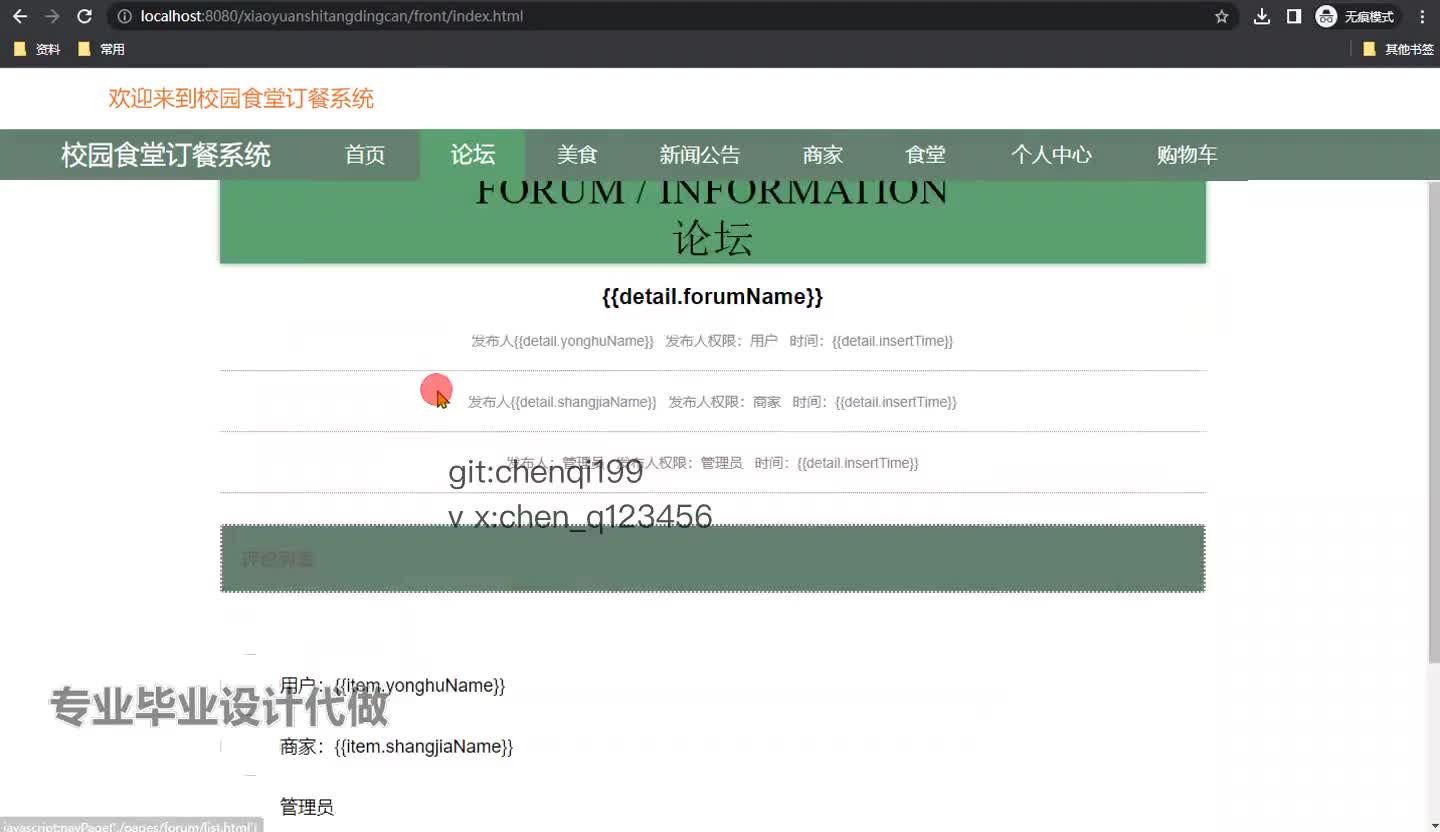 localhost:8080/xiaoyuanshitangdingcan/front/index.html
无痕模式
资料
常用
其他书签
欢迎来到校园食堂订餐系统
校园食堂订餐系统 首页 论坛 美食 新闻公告 商家 食堂 个人中心 购物车
FORUM / INFORMATION
论坛
{{detail.forumName}}
发布人{{detail.yonghuName}} 发布人权限：用户 时间：{{detail.insertTime}}
发布人{{detail.shangjiaName}} 发布人权限：商家 时间：{{detail.insertTime}}
发布人：管理员 发布人权限：管理员 时间：{{detail.insertTime}}
git:chenqi199
v x:chen_q123456
评论列表
用户：{{item.yonghuName}}
专业毕业设计代做
商家：{{item.shangjiaName}}
管理员
javascript:navPage('./pages/forum/list.html')